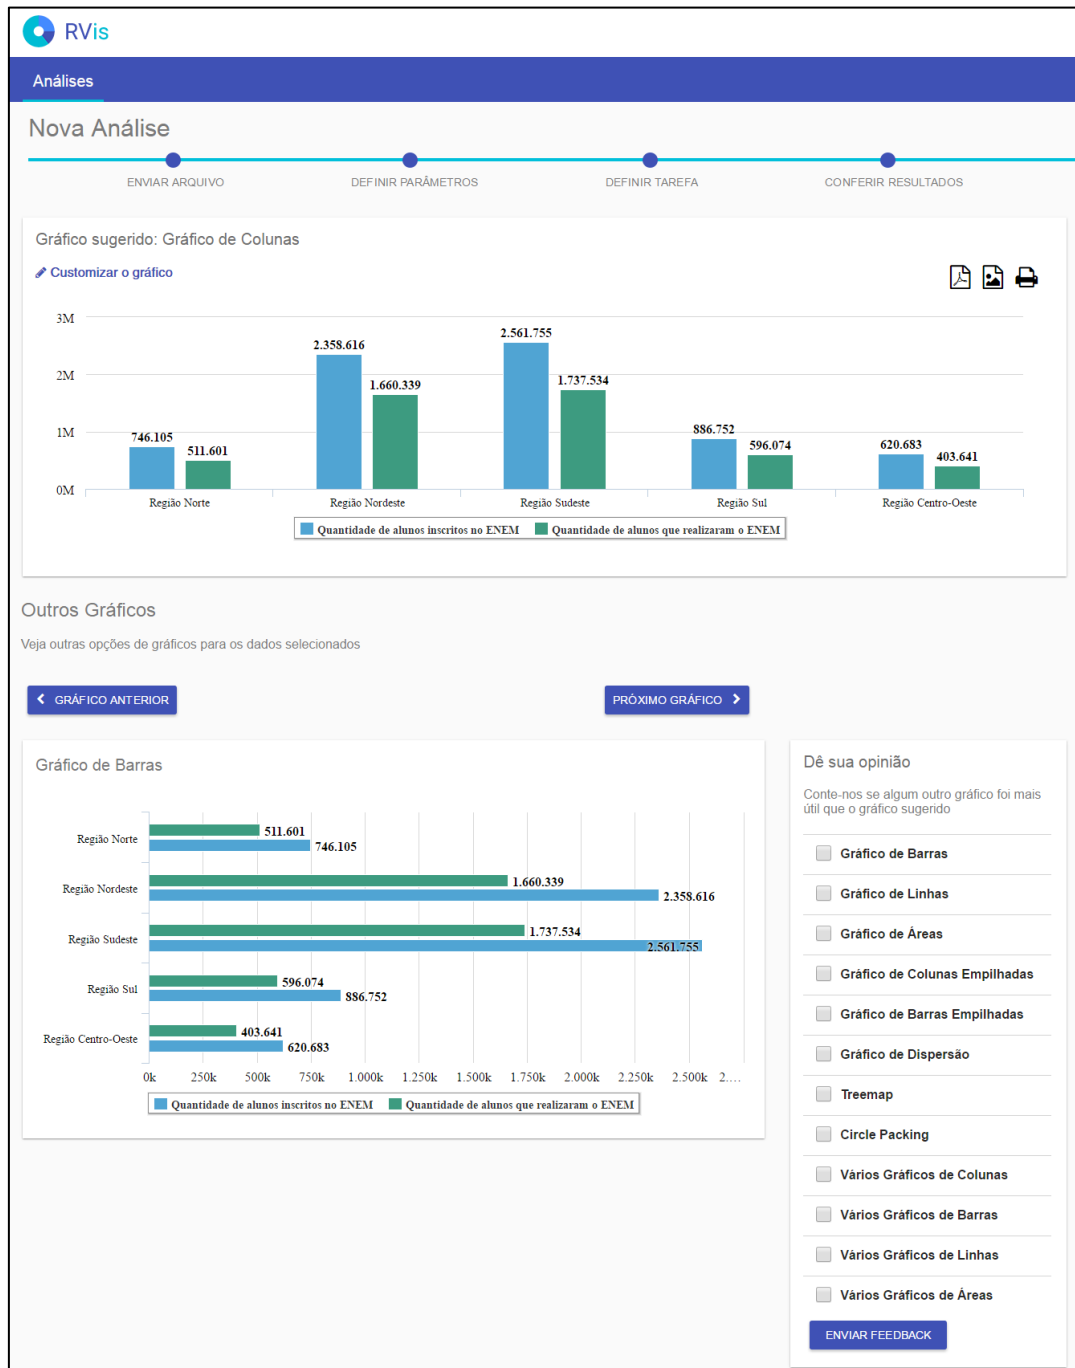 RVis
Análises
Nova Análise
ENVIAR ARQUIVO DEFINIR PARÂMETROS DEFINIR TAREFA CONFERIR RESULTADOS
Gráfico sugerido: Gráfico de Colunas
Customizar o gráfico
3M
2.561.755
2.358.616
2M
1.737.534
1.660.339
1M
746.105
511.601
886.752
596.074
620.683
403.641
0M
Região Norte Região Nordeste Região Sudeste Região Sul Região Centro-Oeste
Quantidade de alunos inscritos no ENEM Quantidade de alunos que realizaram o ENEM
Outros Gráficos
Veja outras opções de gráficos para os dados selecionados
GRÁFICO ANTERIOR PRÓXIMO GRÁFICO
Gráfico de Barras
511.601
Região Norte
746.105
1.660.339
Região Nordeste
2.358.616
1.737.534
Região Sudeste
2.561.755
596.074
Região Sul
886.752
403.641
Região Centro-Oeste
620.683
0k 250k 500k 750k 1.000k 1.250k 1.500k 1.750k 2.000k 2.250k 2.500k 2....
Quantidade de alunos inscritos no ENEM Quantidade de alunos que realizaram o ENEM
Dê sua opinião
Conte-nos se algum outro gráfico foi mais
útil que o gráfico sugerido
Gráfico de Barras
Gráfico de Linhas
Gráfico de Áreas
Gráfico de Colunas Empilhadas
Gráfico de Barras Empilhadas
Gráfico de Dispersão
Treemap
Circle Packing
Vários Gráficos de Colunas
Vários Gráficos de Barras
Vários Gráficos de Linhas
Vários Gráficos de Áreas
ENVIAR FEEDBACK